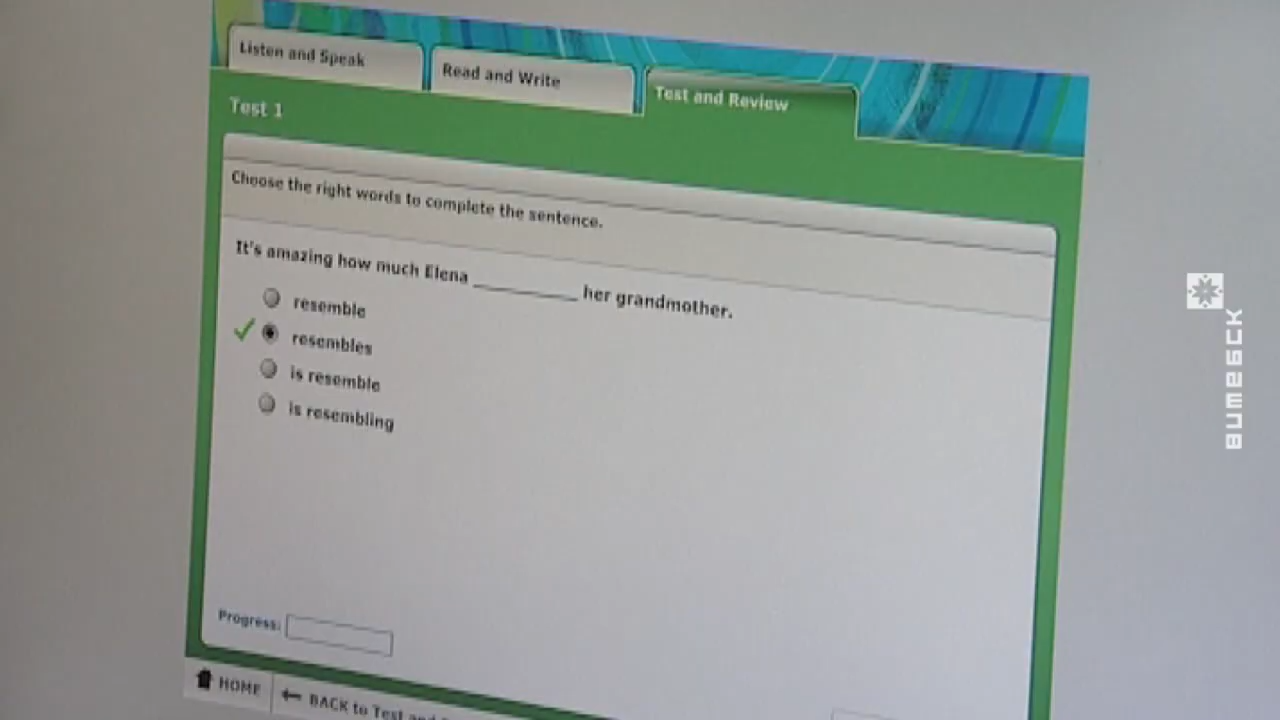 Listen and Speak
Read and Write
Test and Review
Test 1
Choose the right words to complete the sentence.
It's amazing how much Elena __________ her grandmother.
resemble
resembles
is resemble
is resembling
Progress:
HOME
BACK to Test and
витебск